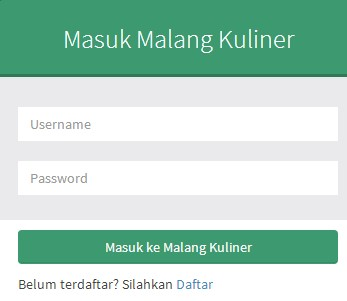 Masuk Malang Kuliner
Username
Password
Masuk ke Malang Kuliner
Belum terdaftar? Silahkan Daftar